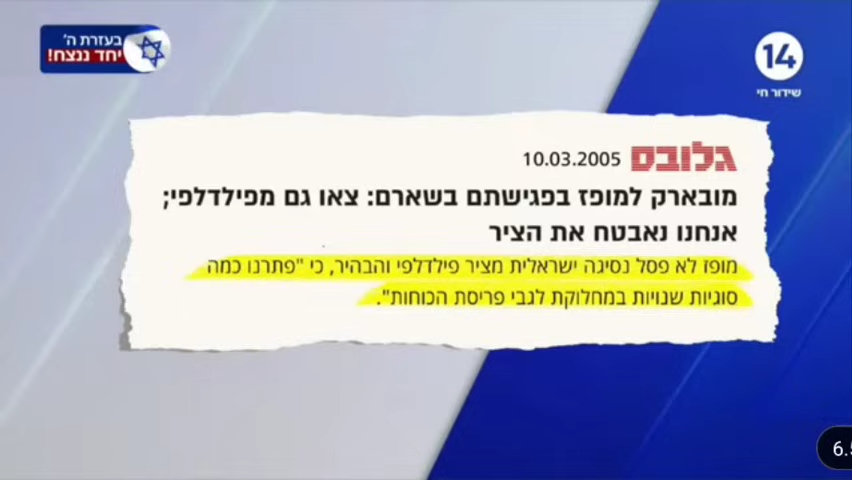 בעזרת ה'
יחד ננצח!
14
שידור חי
גלובס 10.03.2005
מובארק למופז בפגישתם בשארם: צאו גם מפילדלפי;
אנחנו נאבטח את הציר
מופז לא פסל נסיגה ישראלית מציר פילדלפי והבהיר, כי "פתרנו כמה
סוגיות שנויות במחלוקת לגבי פריסת הכוחות".